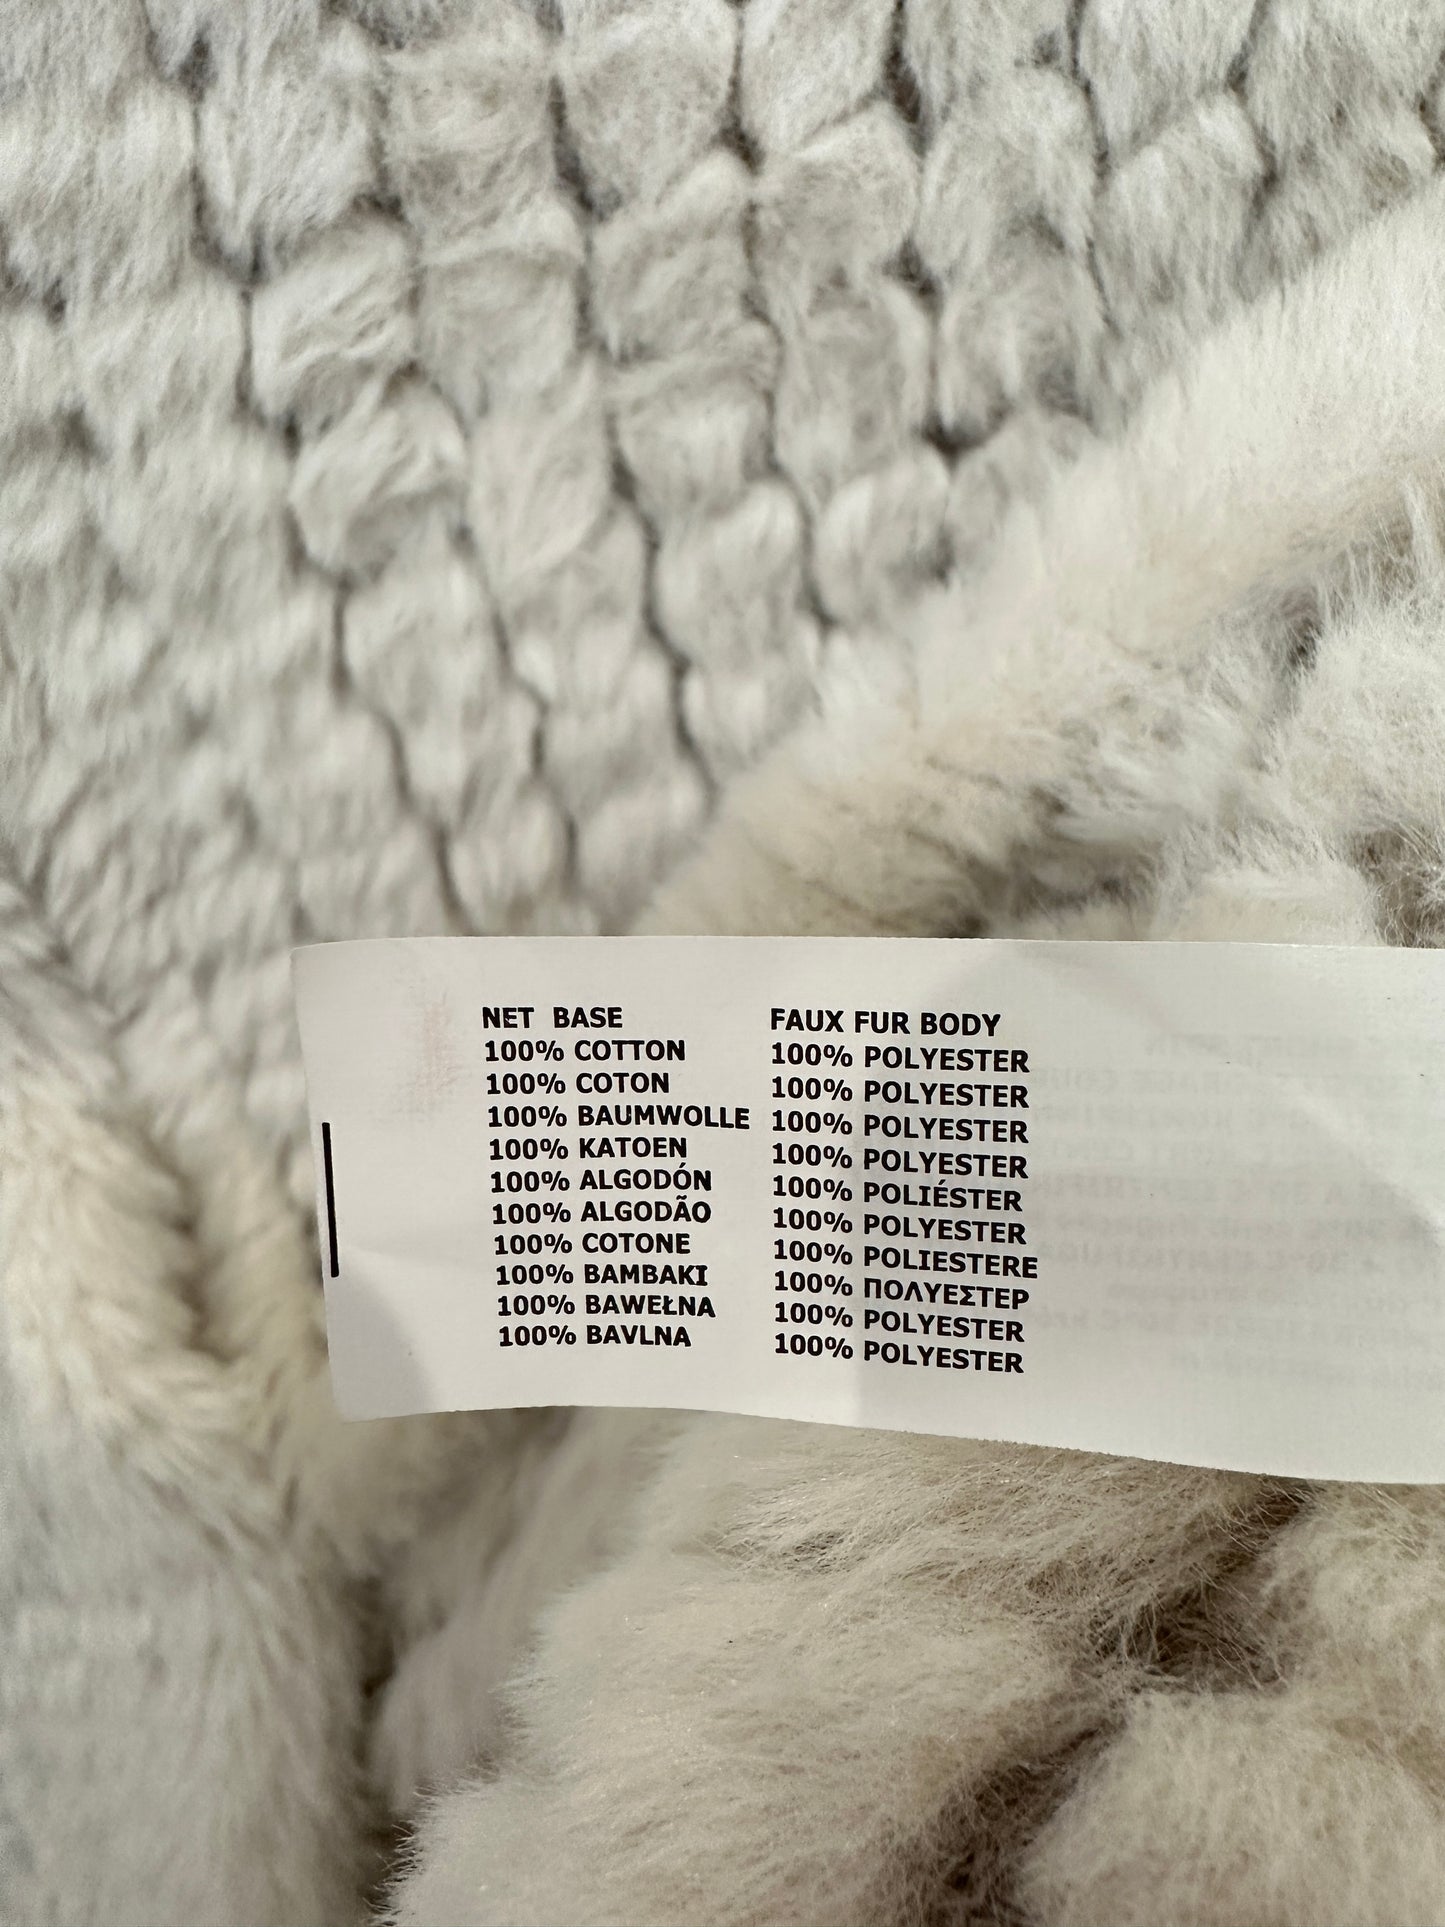 NET BASE
100% COTTON
100% COTON
100% BAUMWOLLE
100% KATOEN
100% ALGODÓN
100% ALGODÃO
100% COTONE
100% BAMBAKI
100% BAWEŁNA
100% BAVLNA
FAUX FUR BODY
100% POLYESTER
100% POLYESTER
100% POLYESTER
100% POLYESTER
100% POLIÉSTER
100% POLYESTER
100% POLIESTERE
100% ΠΟΛΥΕΣΤΕΡ
100% POLYESTER
100% POLYESTER